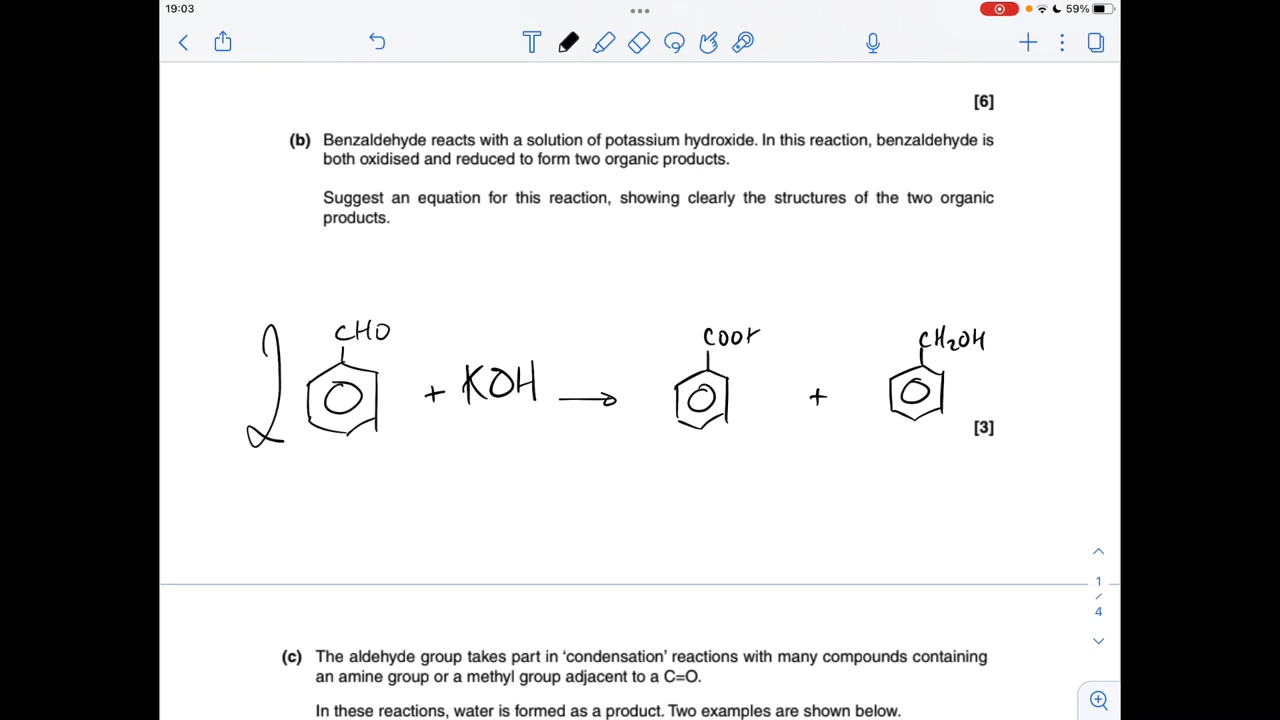 19:03
59%
[6]
(b) Benzaldehyde reacts with a solution of potassium hydroxide. In this reaction, benzaldehyde is
both oxidised and reduced to form two organic products.
Suggest an equation for this reaction, showing clearly the structures of the two organic
products.
CHO
CH2OH
2 + KOH → +
[3]
1
/
4
(c) The aldehyde group takes part in 'condensation' reactions with many compounds containing
an amine group or a methyl group adjacent to a C=O.
In these reactions, water is formed as a product. Two examples are shown below.